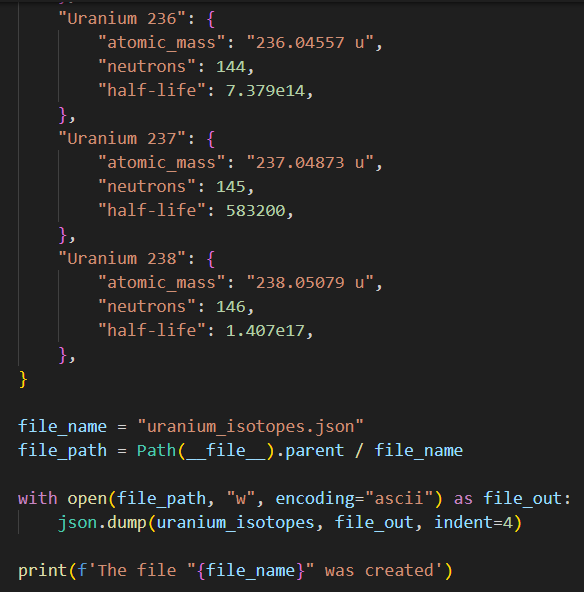 "Uranium 236": {
        "atomic_mass": "236.04557 u",
        "neutrons": 144,
        "half-life": 7.379e14,
    },
    "Uranium 237": {
        "atomic_mass": "237.04873 u",
        "neutrons": 145,
        "half-life": 583200,
    },
    "Uranium 238": {
        "atomic_mass": "238.05079 u",
        "neutrons": 146,
        "half-life": 1.407e17,
    },
}
file_name = "uranium_isotopes.json"
file_path = Path(__file__).parent / file_name
with open(file_path, "w", encoding="ascii") as file_out:
    json.dump(uranium_isotopes, file_out, indent=4)
print(f'The file "{file_name}" was created')